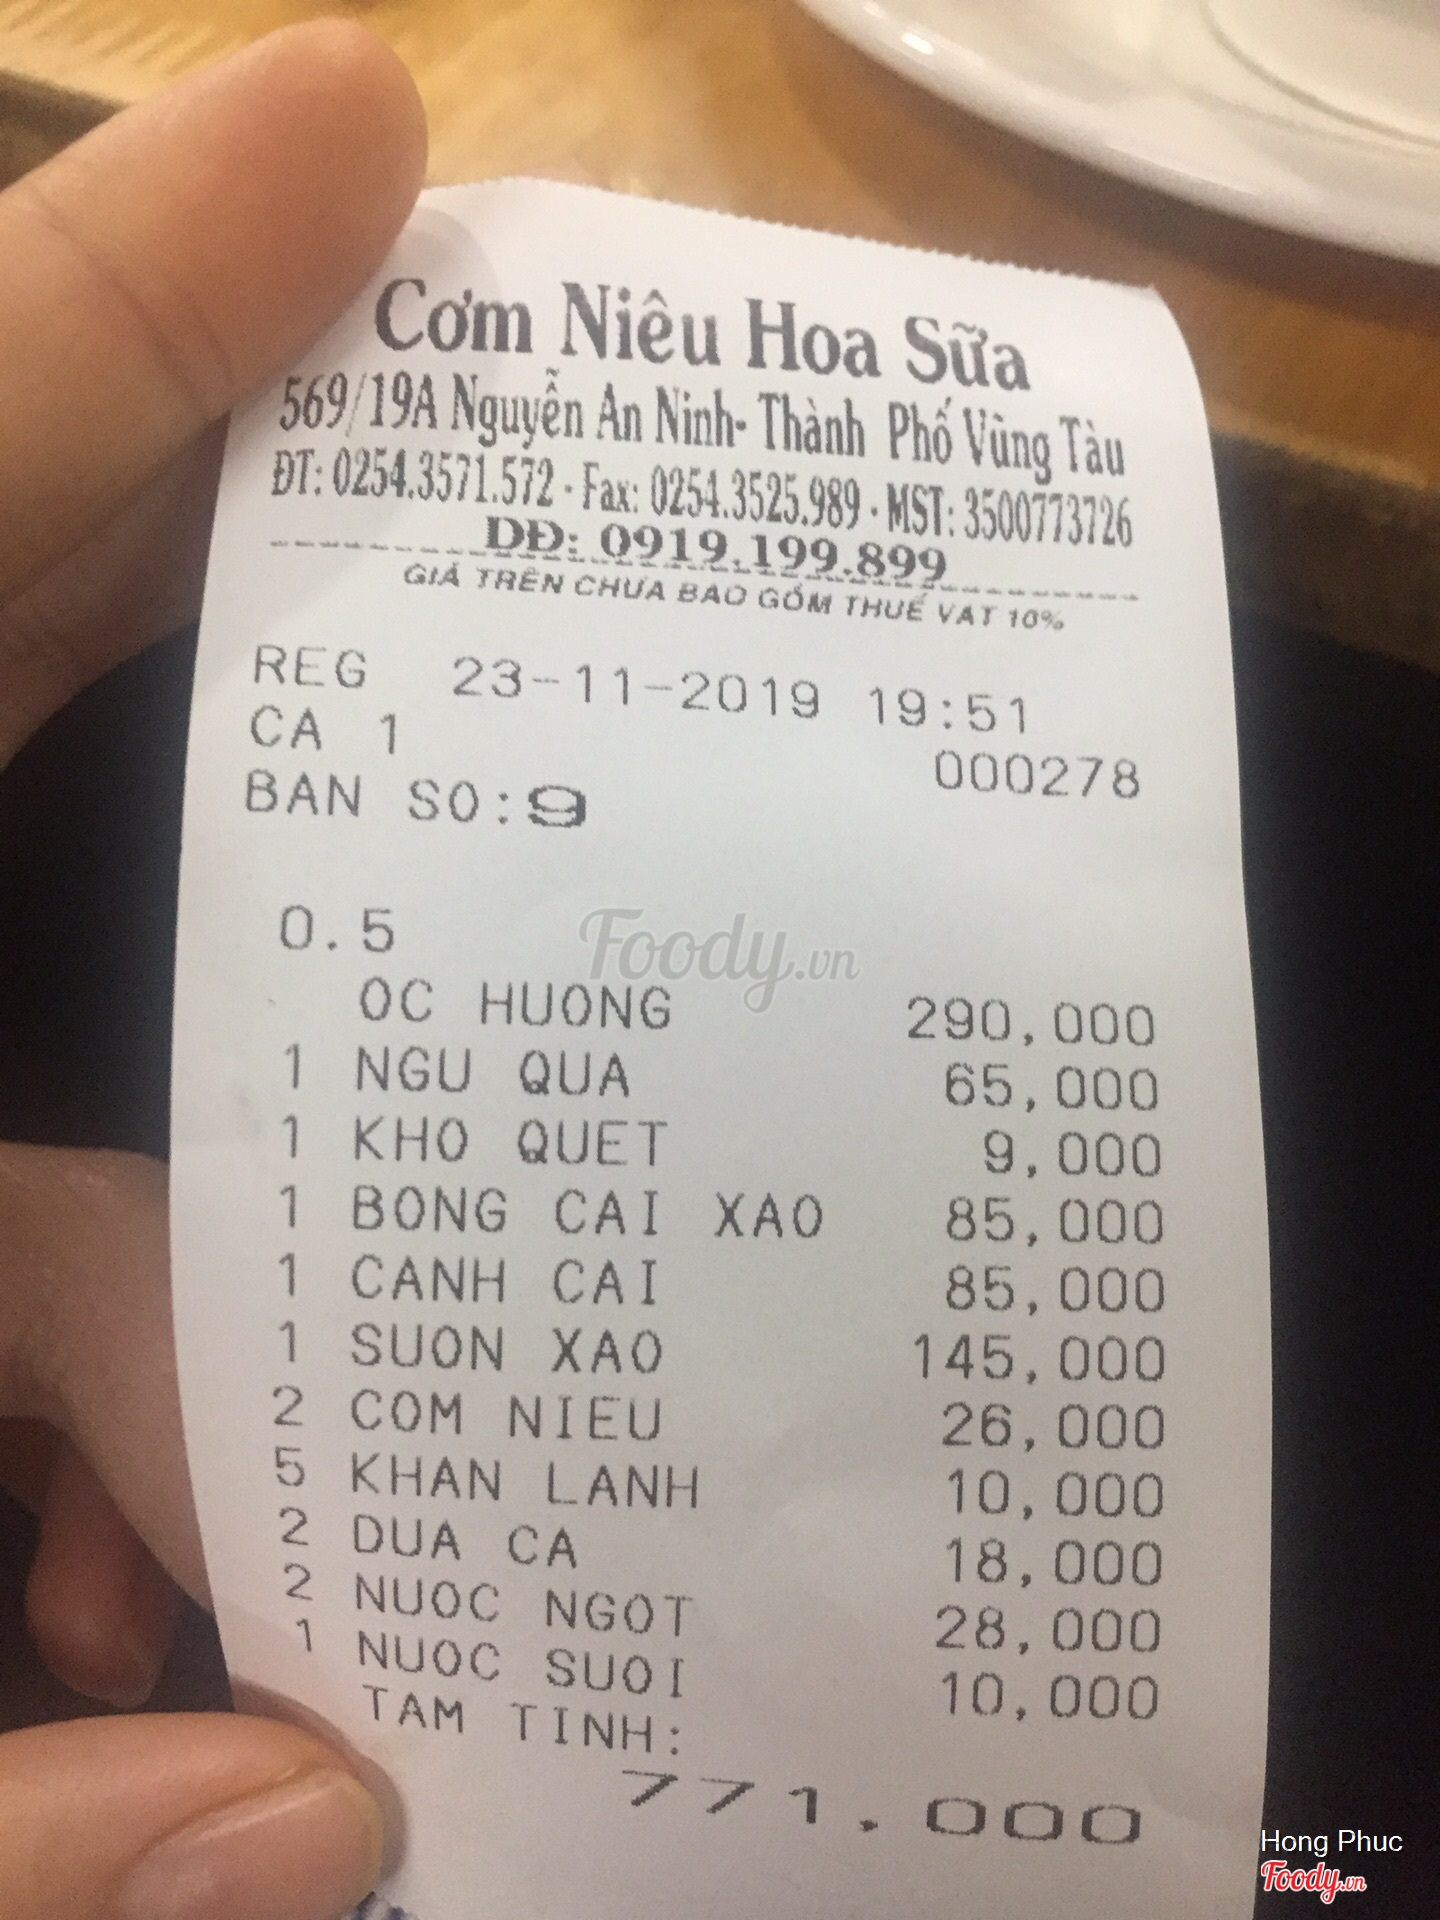 Cơm Niêu Hoa Sữa
569/19A Nguyễn An Ninh- Thành Phố Vũng Tàu
ĐT: 0254.3571.572 - Fax: 0254.3525.989 - MST: 3500773726
DĐ: 0919.199.899
GIÁ TRÊN CHƯA BAO GỒM THUẾ VAT 10%
REG 23-11-2019 19:51
CA 1 000278
BAN SO:9
0.5
Foody.vn
OC HUONG 290,000
1 NGU QUA 65,000
1 KHO QUET 9,000
1 BONG CAI XAO 85,000
1 CANH CAI 85,000
1 SUON XAO 145,000
2 COM NIEU 26,000
5 KHAN LANH 10,000
2 DUA CA 18,000
2 NUOC NGOT 28,000
1 NUOC SUOI 10,000
TAM TINH:
771,000
Hong Phuc
Foody.vn